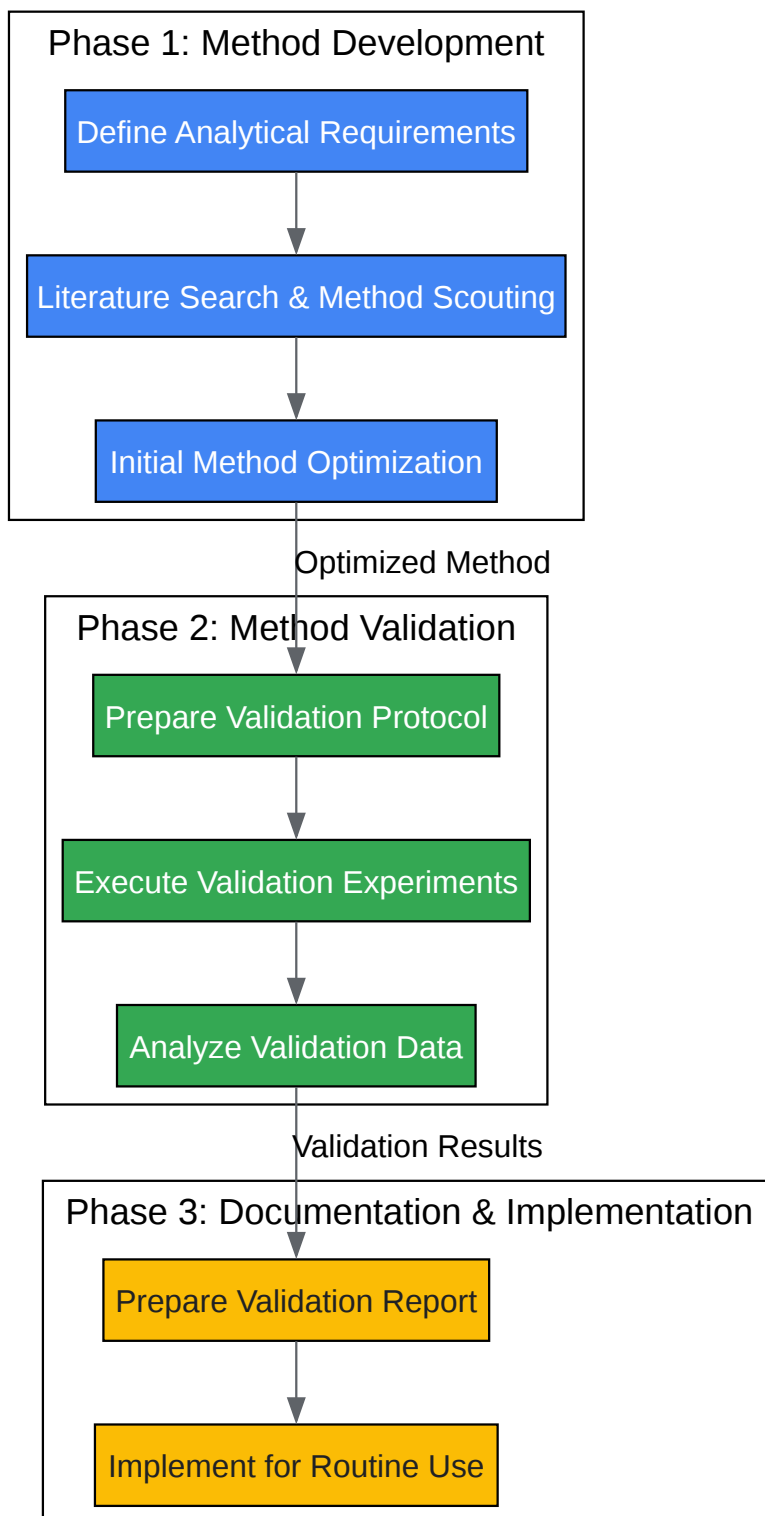 Phase 1: Method Development
Define Analytical Requirements
Literature Search & Method Scouting
Initial Method Optimization
Optimized Method
Phase 2: Method Validation
Prepare Validation Protocol
Execute Validation Experiments
Analyze Validation Data
Validation Results
Phase 3: Documentation & Implementation
Prepare Validation Report
Implement for Routine Use